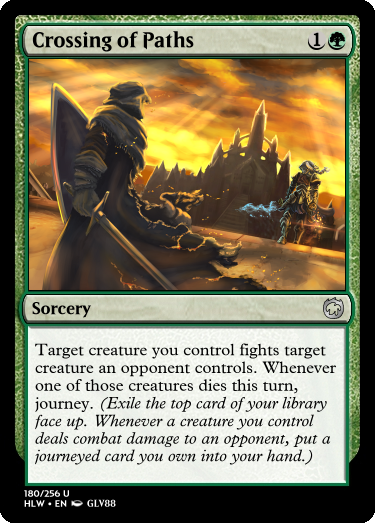 Crossing of Paths 1
Sorcery
Target creature you control fights target
creature an opponent controls. Whenever
one of those creatures dies this turn,
journey. (Exile the top card of your library
face up. Whenever a creature you control
deals combat damage to an opponent, put a
journeyed card you own into your hand.)
180/256 U
HLW • EN GLV88